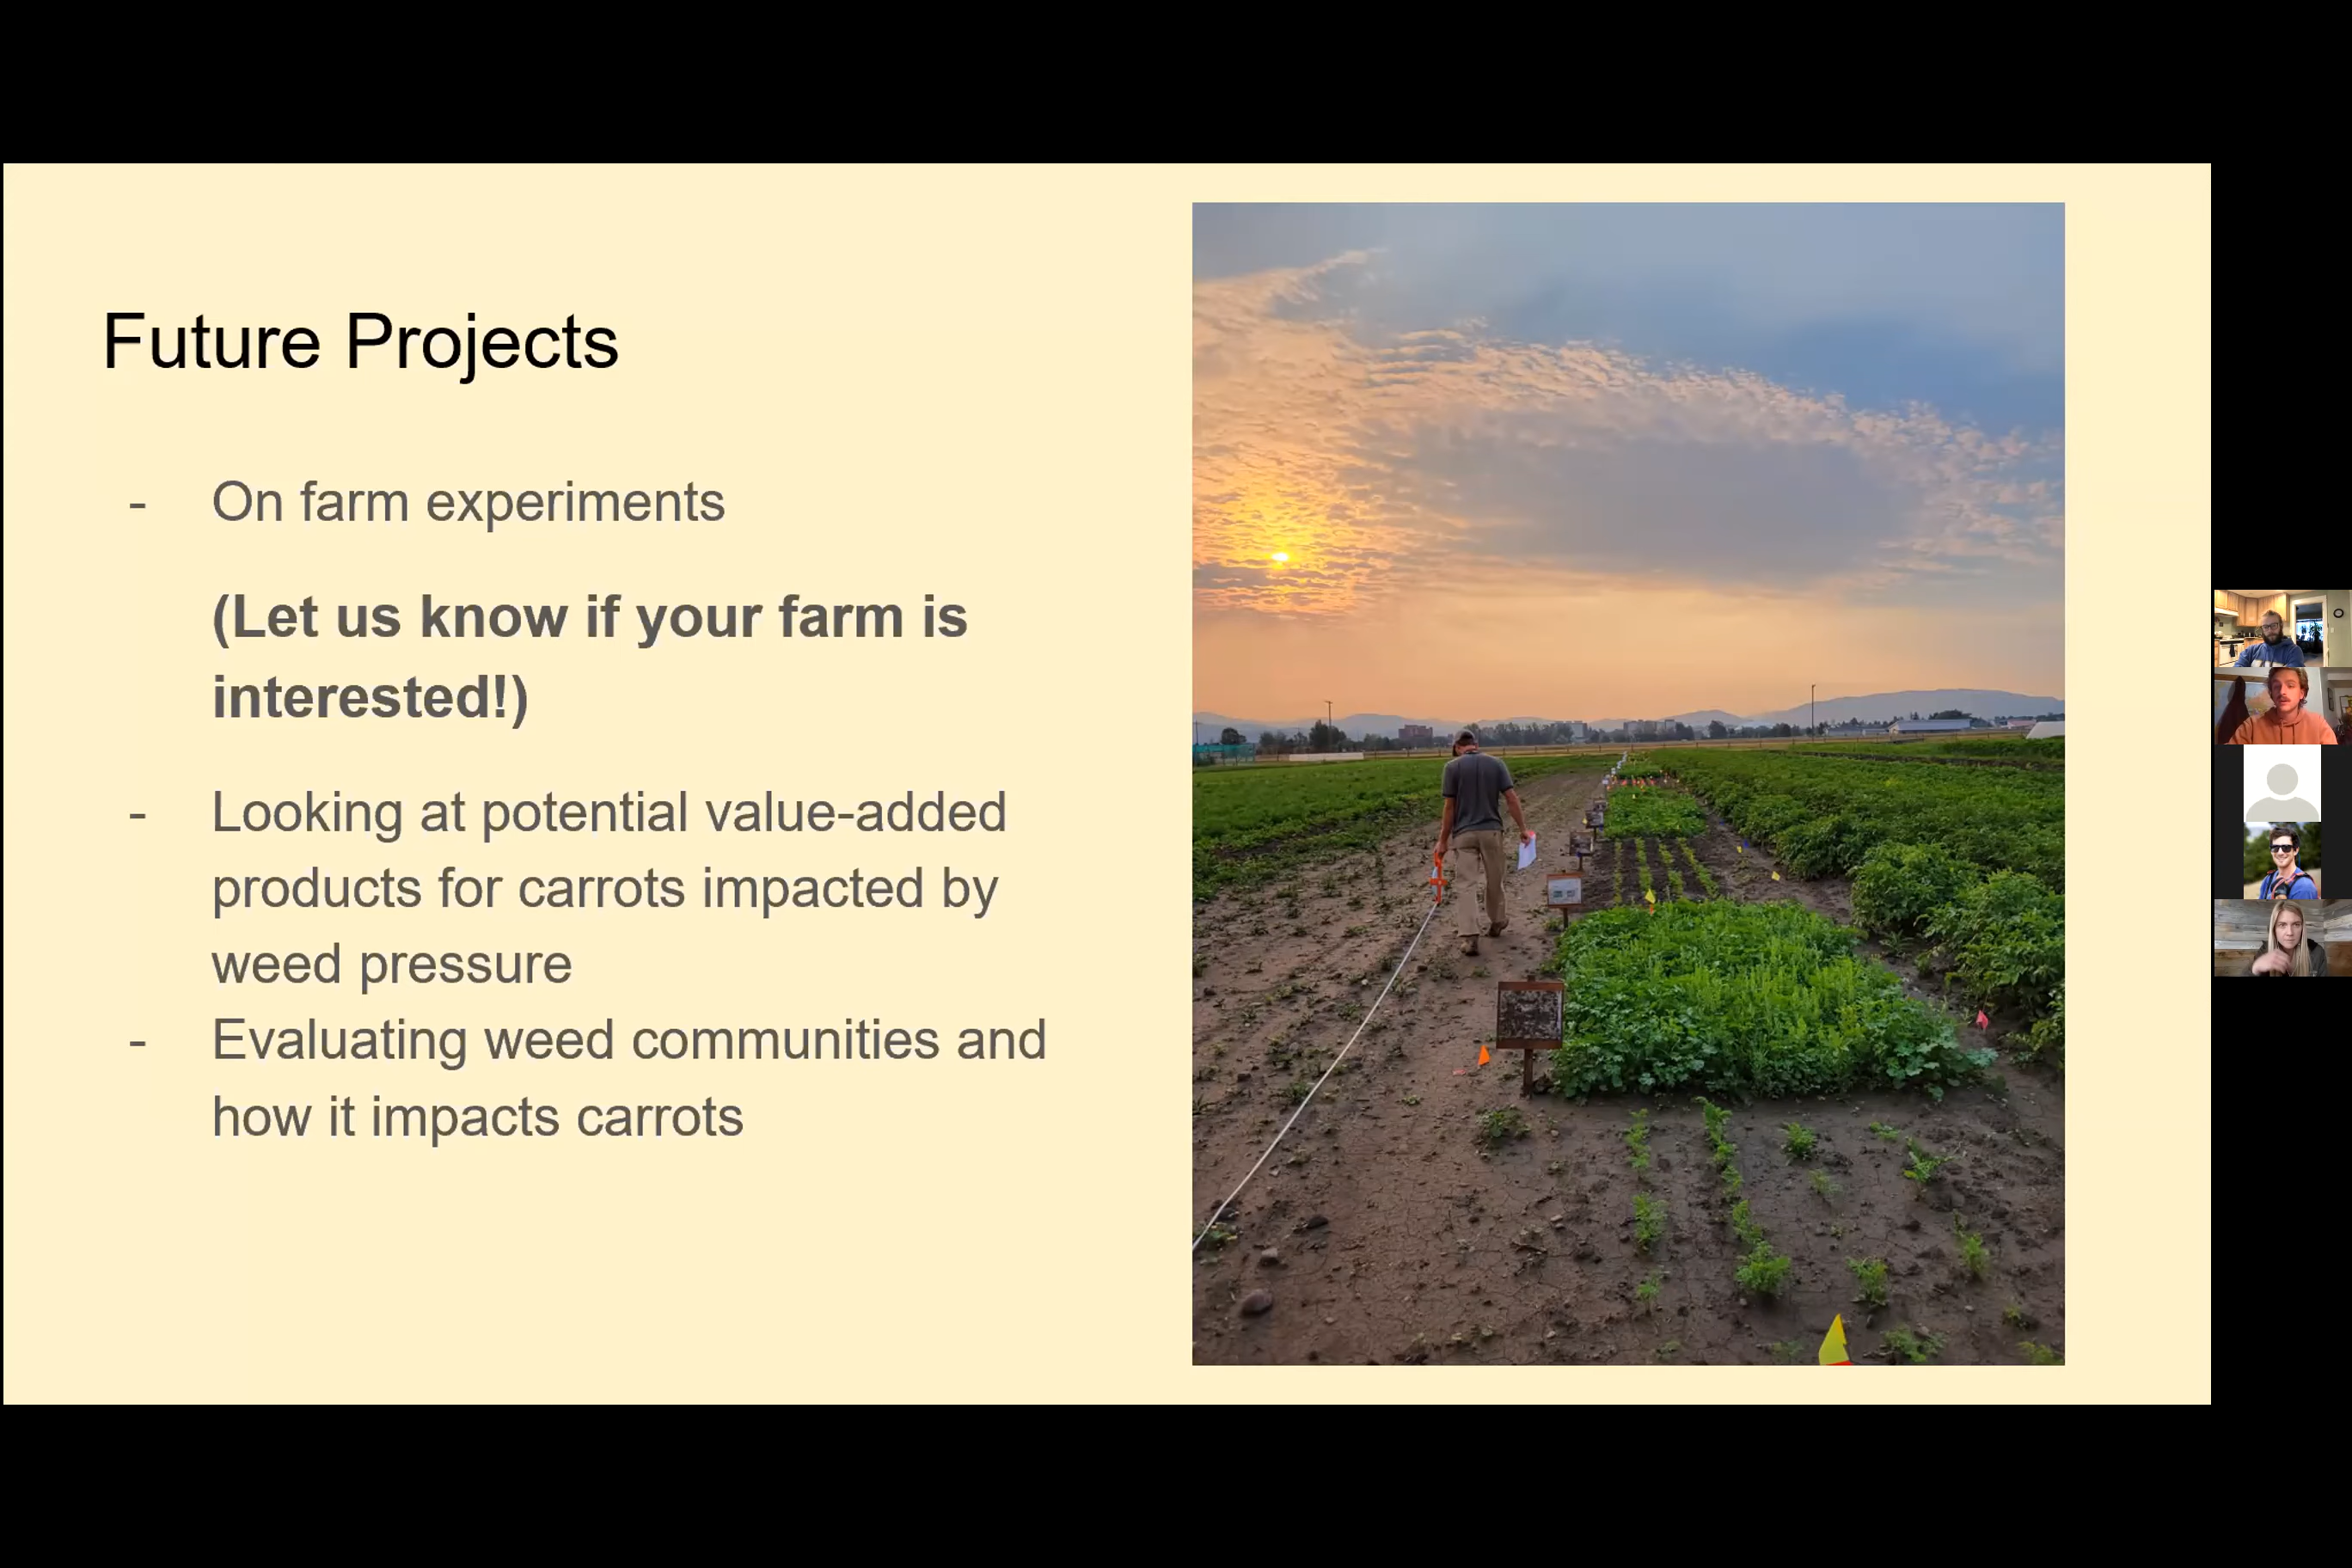 Future Projects
- On farm experiments
(Let us know if your farm is
interested!)
- Looking at potential value-added
products for carrots impacted by
weed pressure
- Evaluating weed communities and
how it impacts carrots